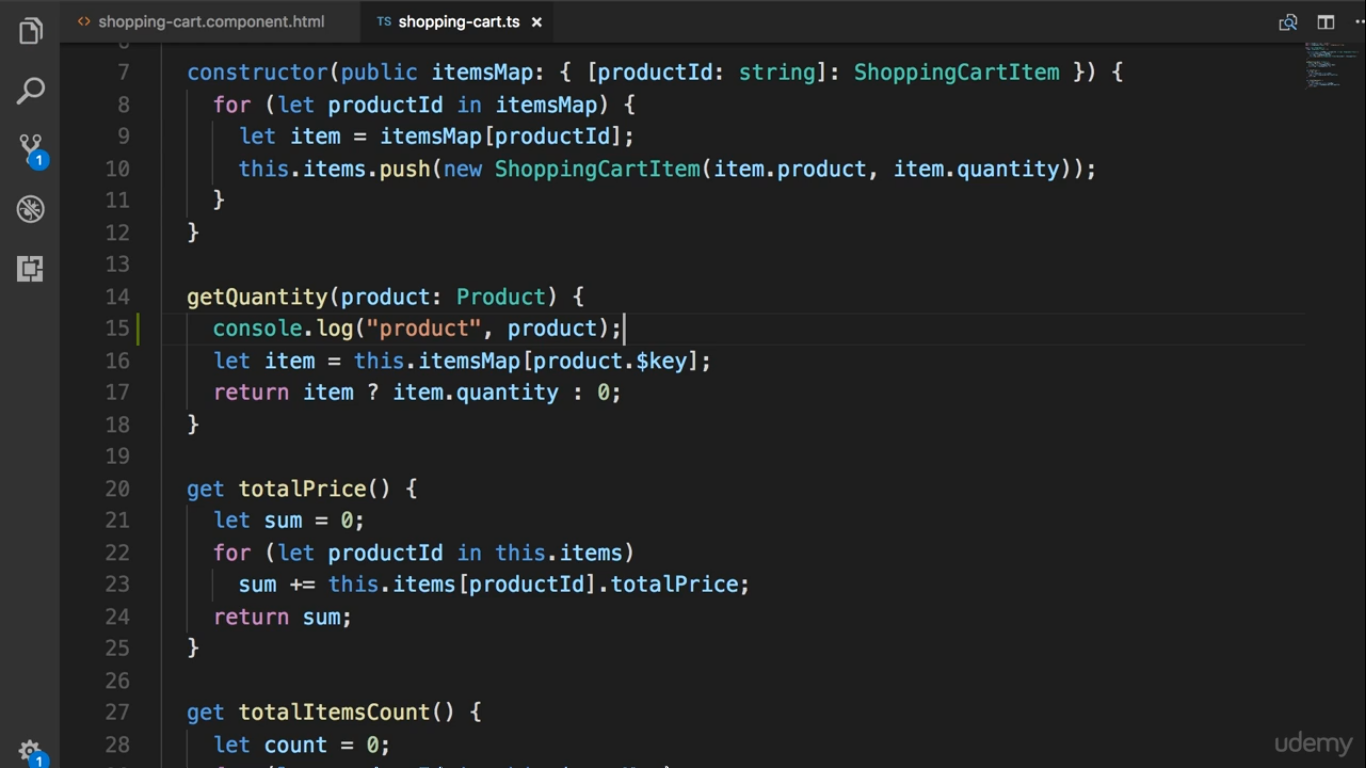 shopping-cart.component.html
TS shopping-cart.ts
7 constructor(public itemsMap: { [productId: string]: ShoppingCartItem }) {
8 for (let productId in itemsMap) {
9 let item = itemsMap[productId];
10 this.items.push(new ShoppingCartItem(item.product, item.quantity));
11 }
12 }
13
14 getQuantity(product: Product) {
15 console.log("product", product);
16 let item = this.itemsMap[product.$key];
17 return item ? item.quantity : 0;
18 }
19
20 get totalPrice() {
21 let sum = 0;
22 for (let productId in this.items)
23 sum += this.items[productId].totalPrice;
24 return sum;
25 }
26
27 get totalItemsCount() {
28 let count = 0;
1
1
udemy